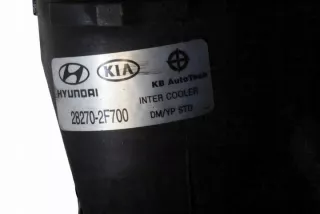 HYUNDAI KIA KB AutoTech
INTER COOLER
28270-2F700 DM/YP STD